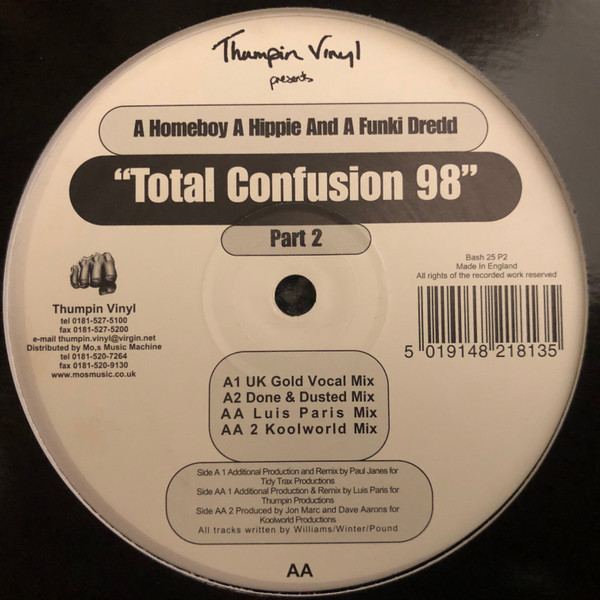 Thumpin Vinyl
presents
A Homeboy A Hippie And A Funki Dredd
"Total Confusion 98"
Part 2
Bash 25 P2
Made In England
All rights of the recorded work reserved
Thumpin Vinyl
tel 0181-527-5100
fax 0181-527-5200
e-mail thumpin.vinyl@virgin.net
Distributed by Mo,s Music Machine
tel 0181-520-7264
fax 0181-520-9130
www.mosmusic.co.uk
5 019148 218135
A1 UK Gold Vocal Mix
A2 Done & Dusted Mix
AA Luis Paris Mix
AA 2 Koolworld Mix
Side A 1 Additional Production and Remix by Paul Janes for
Tidy Trax Productions
Side AA 1 Additional Production & Remix by Luis Paris for
Thumpin Productions
Side AA 2 Produced by Jon Marc and Dave Aarons for
Koolworld Productions
All tracks written by Williams/Winter/Pound
AA